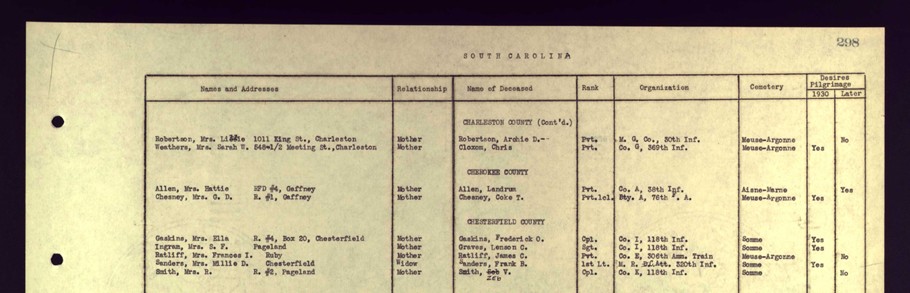 298
SOUTH CAROLINA
Names and Addresses Relationship Name of Deceased Rank Organization Cemetery Desires Pilgrimage 1930 Later
CHARLESTON COUNTY (Cont'd.)
Robertson, Mrs. Lizzie 1011 King St., Charleston Mother Robertson, Archie D.-- Pvt. M. G. Co., 30th Inf. Meuse-Argonne No
Weathers, Mrs. Sarah W. 548-1/2 Meeting St., Charleston Mother Cloxom, Chris Pvt. Co. G, 369th Inf. Meuse-Argonne Yes
CHEROKEE COUNTY
Allen, Mrs. Hattie RFD #4, Gaffney Mother Allen, Landrum Pvt. Co. A, 38th Inf. Aisne-Marne Yes
Chesney, Mrs. G. D. R. #1, Gaffney Mother Chesney, Coke T. Pvt.1cl. Bty. A, 76th F. A. Meuse-Argonne Yes
CHESTERFIELD COUNTY
Gaskins, Mrs. Ella R. #4, Box 20, Chesterfield Mother Gaskins, Frederick C. Cpl. Co. I, 118th Inf. Somme Yes
Ingram, Mrs. S. F. Pageland Mother Graves, Lenson C. Sgt. Co. I, 118th Inf. Somme Yes
Ratliff, Mrs. Frances I. Ruby Mother Ratliff, James C. Pvt. Co. E, 306th Amm. Train Meuse-Argonne No
Sanders, Mrs. Millie D. Chesterfield Widow Sanders, Frank B. 1st Lt. M. R. C. Att. 320th Inf. Somme Yes
Smith, Mrs. R. R. #2, Pageland Mother Smith, Seb V. Cpl. Co. K, 118th Inf. Somme No
Zeb